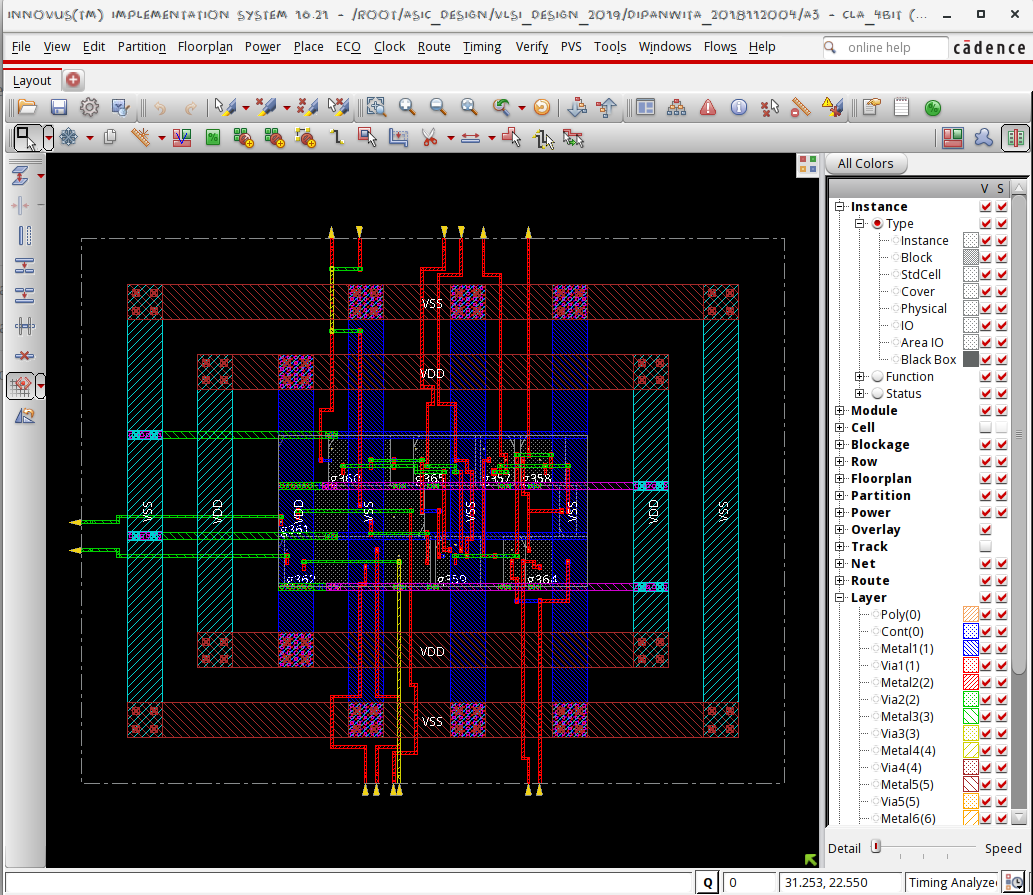 INNOVUS(TM) IMPLEMENTATION SYSTEM 16.21 - /ROOT/ASIC_DESIGN/VLSI_DESIGN_2019/DIPANWITA_2018112004/A3 - CLA_4BIT (...
File View Edit Partition Floorplan Power Place ECO Clock Route Timing Verify PVS Tools Windows Flows Help
online help
cādence
Layout
All Colors
V S
Instance
Type
Instance
Block
StdCell
Cover
Physical
IO
Area IO
Black Box
Function
Status
Module
Cell
Blockage
Row
Floorplan
Partition
Power
Overlay
Track
Net
Route
Layer
Poly(0)
Cont(0)
Metal1(1)
Via1(1)
Metal2(2)
Via2(2)
Metal3(3)
Via3(3)
Metal4(4)
Via4(4)
Metal5(5)
Via5(5)
Metal6(6)
VSS
VDD
g360 g365 g357 g358
VSS VDD VDD VSS VSS VSS VDD VSS
g361
g362 g359 g364
VDD
VSS
Detail Speed
Q 0 31.253, 22.550 Timing Analyze